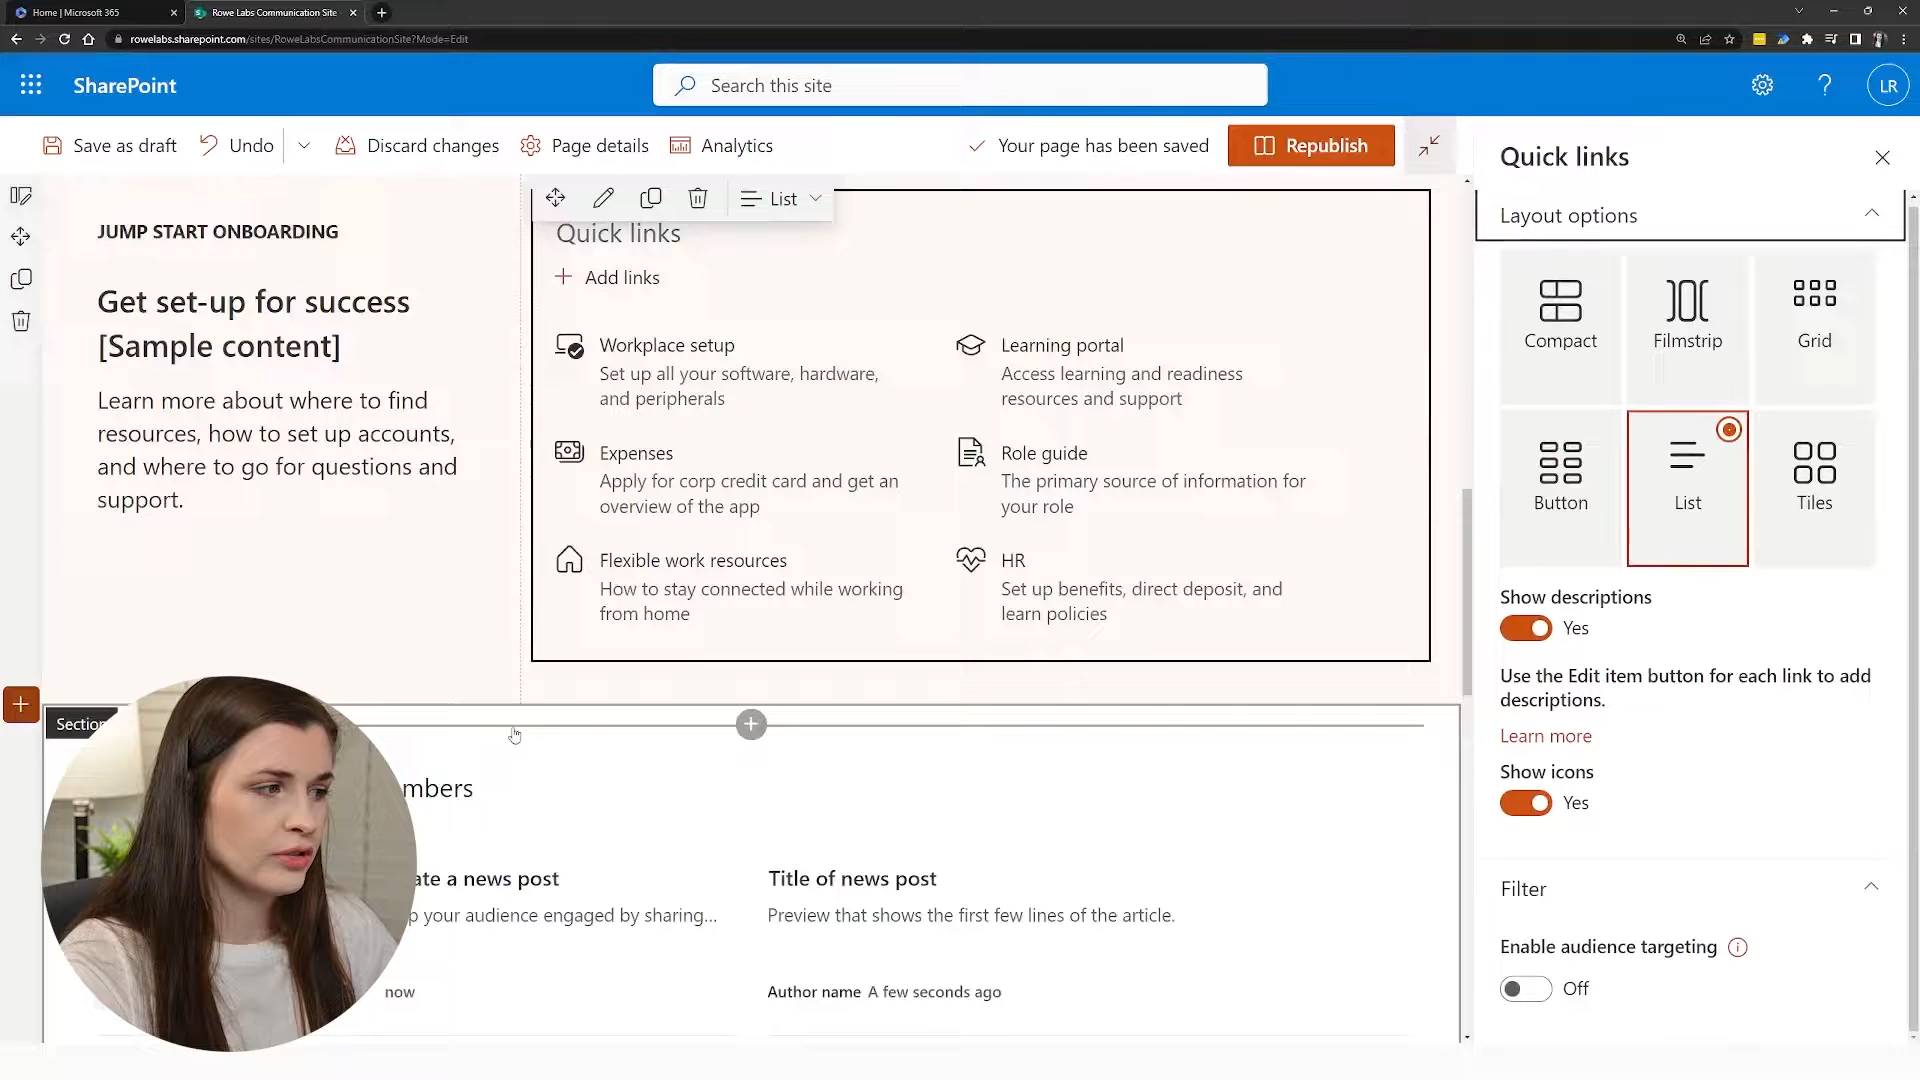 Home | Microsoft 365
Rowe Labs Communication Site
rowelabs.sharepoint.com/sites/RoweLabsCommunicationSite?Mode=Edit
SharePoint
Search this site
LR
Save as draft
Undo
Discard changes
Page details
Analytics
Your page has been saved
Republish
JUMP START ONBOARDING
Get set-up for success
[Sample content]
Learn more about where to find
resources, how to set up accounts,
and where to go for questions and
support.
List
Quick links
Add links
Workplace setup
Set up all your software, hardware,
and peripherals
Learning portal
Access learning and readiness
resources and support
Expenses
Apply for corp credit card and get an
overview of the app
Role guide
The primary source of information for
your role
Flexible work resources
How to stay connected while working
from home
HR
Set up benefits, direct deposit, and
learn policies
Section
mbers
ate a news post
p your audience engaged by sharing...
now
Title of news post
Preview that shows the first few lines of the article.
Author name A few seconds ago
Quick links
Layout options
Compact
Filmstrip
Grid
Button
List
Tiles
Show descriptions
Yes
Use the Edit item button for each link to add
descriptions.
Learn more
Show icons
Yes
Filter
Enable audience targeting
Off